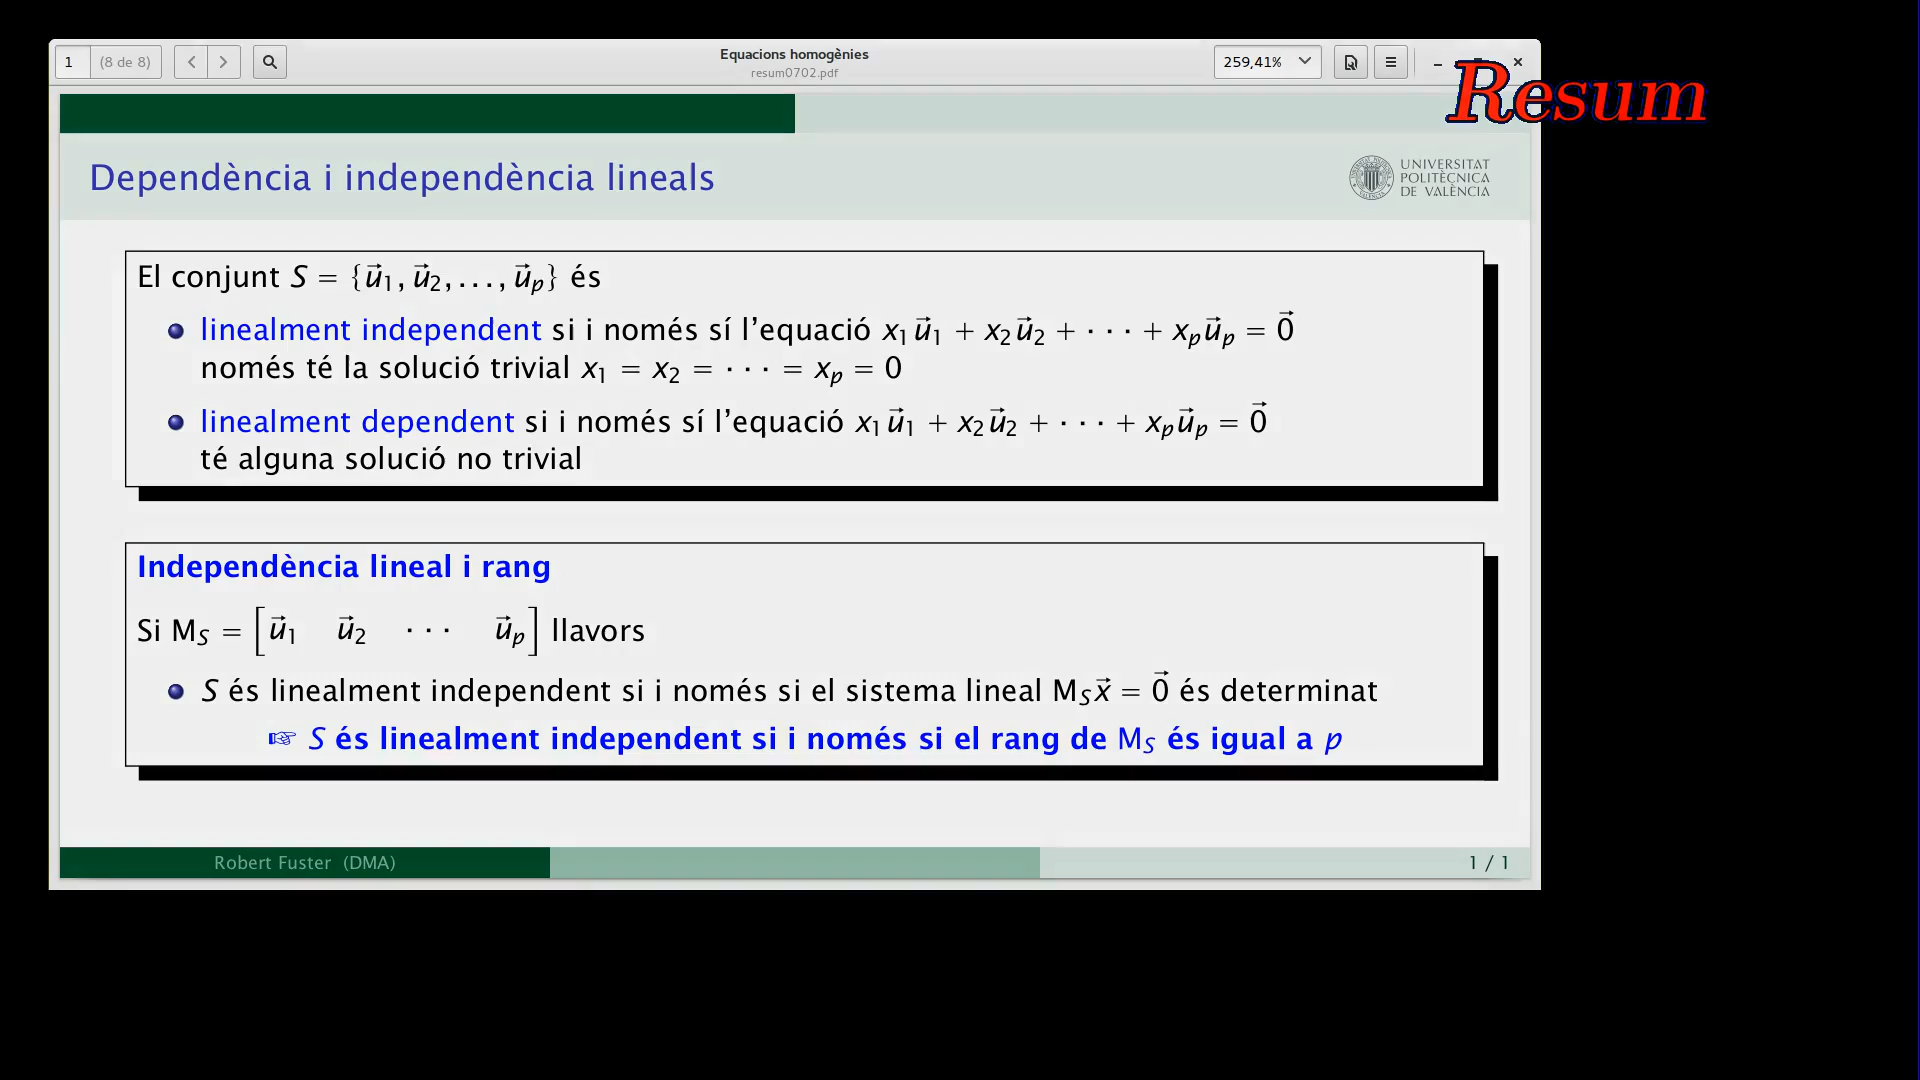 Equacions homogènies
1 (8 de 8) 259,41%
resum0702.pdf
Resum
Dependència i independència lineals
UNIVERSITAT
POLITÈCNICA
DE VALÈNCIA
El conjunt S = {u⃗₁, u⃗₂, . . . , u⃗ₚ} és
linealment independent si i només sí l’equació x₁u⃗₁ + x₂u⃗₂ + · · · + xₚu⃗ₚ = 0⃗
només té la solució trivial x₁ = x₂ = · · · = xₚ = 0
linealment dependent si i només sí l’equació x₁u⃗₁ + x₂u⃗₂ + · · · + xₚu⃗ₚ = 0⃗
té alguna solució no trivial
Independència lineal i rang
Si M_S = [u⃗₁ u⃗₂ · · · u⃗ₚ] llavors
S és linealment independent si i només si el sistema lineal M_S x⃗ = 0⃗ és determinat
☞ S és linealment independent si i només si el rang de M_S és igual a p
Robert Fuster (DMA) 1 / 1